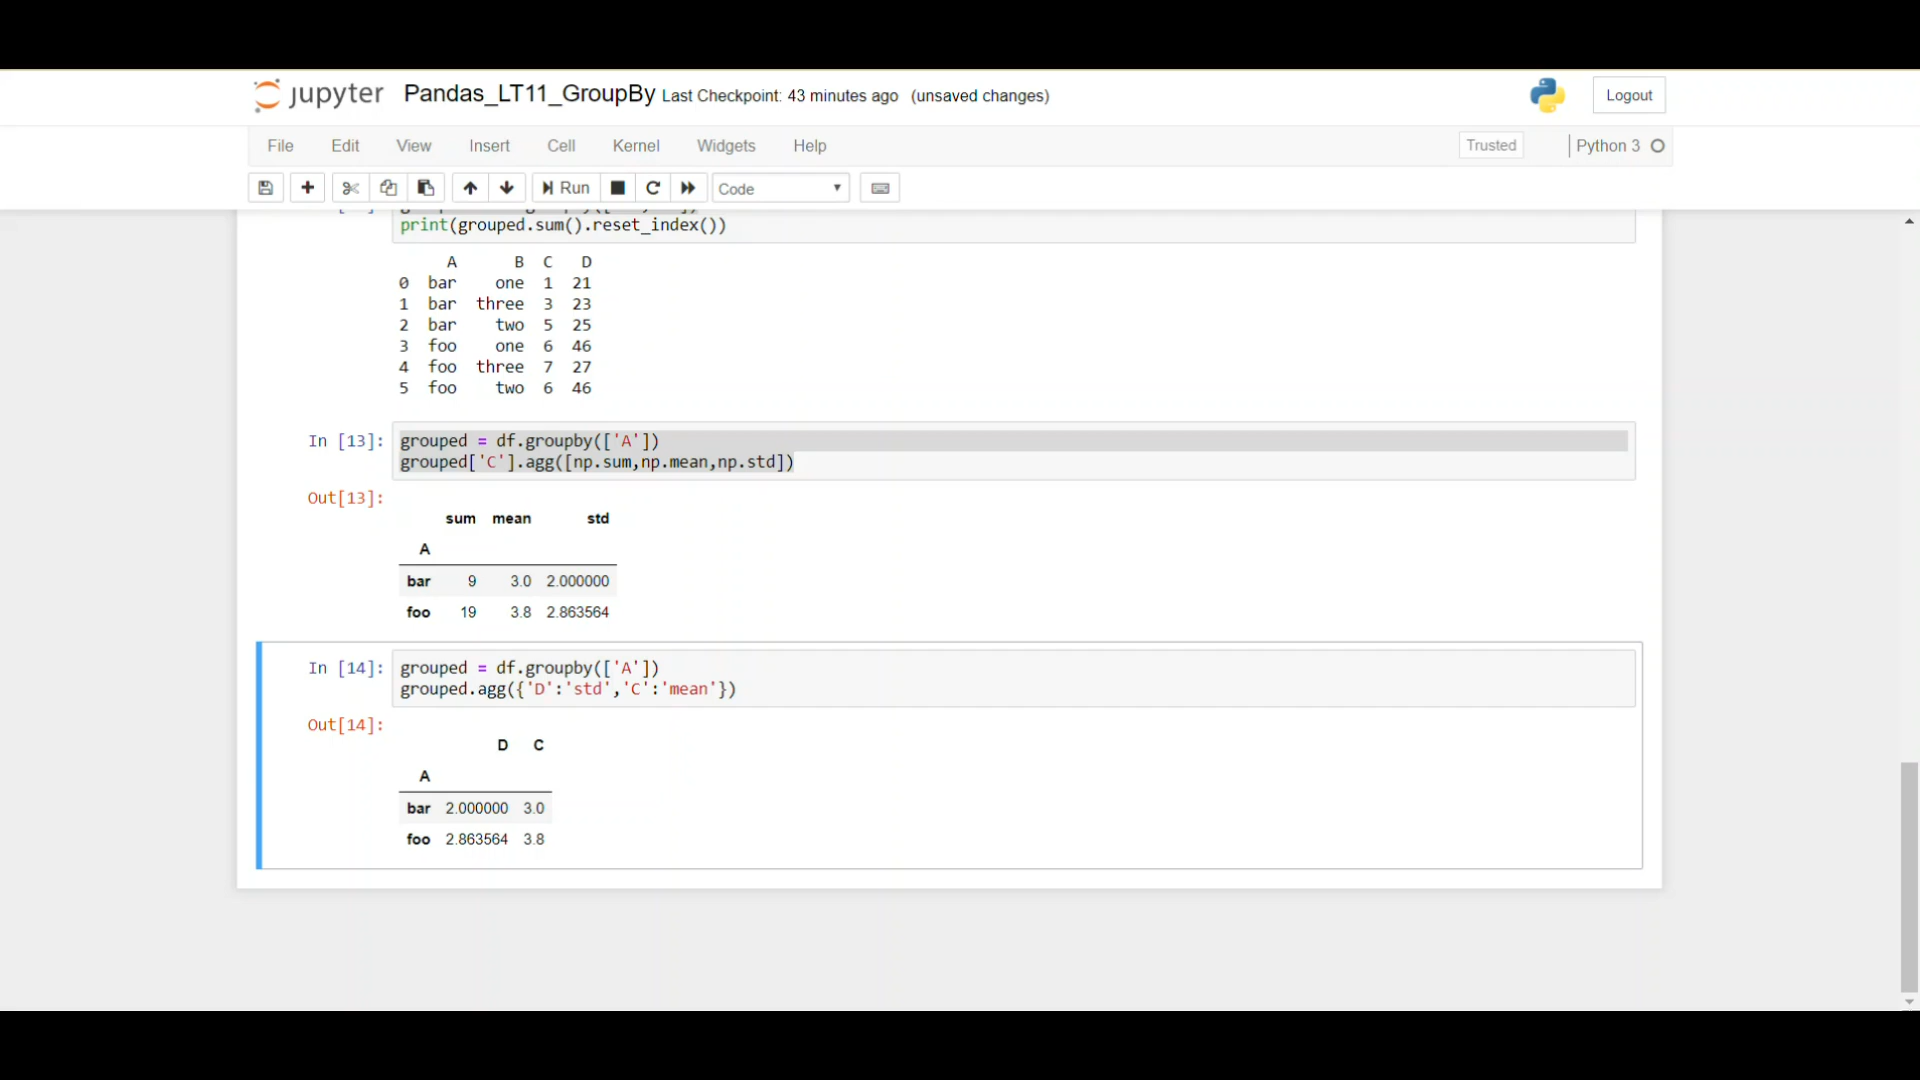 jupyter Pandas_LT11_GroupBy Last Checkpoint: 43 minutes ago (unsaved changes) Logout
File Edit View Insert Cell Kernel Widgets Help Trusted Python 3
Run Code
print(grouped.sum().reset_index())
A B C D
0 bar one 1 21
1 bar three 3 23
2 bar two 5 25
3 foo one 6 46
4 foo three 7 27
5 foo two 6 46
In [13]: grouped = df.groupby(['A'])
grouped['C'].agg([np.sum,np.mean,np.std])
Out[13]:
sum mean std
A
bar 9 3.0 2.000000
foo 19 3.8 2.863564
In [14]: grouped = df.groupby(['A'])
grouped.agg({'D':'std','C':'mean'})
Out[14]:
D C
A
bar 2.000000 3.0
foo 2.863564 3.8